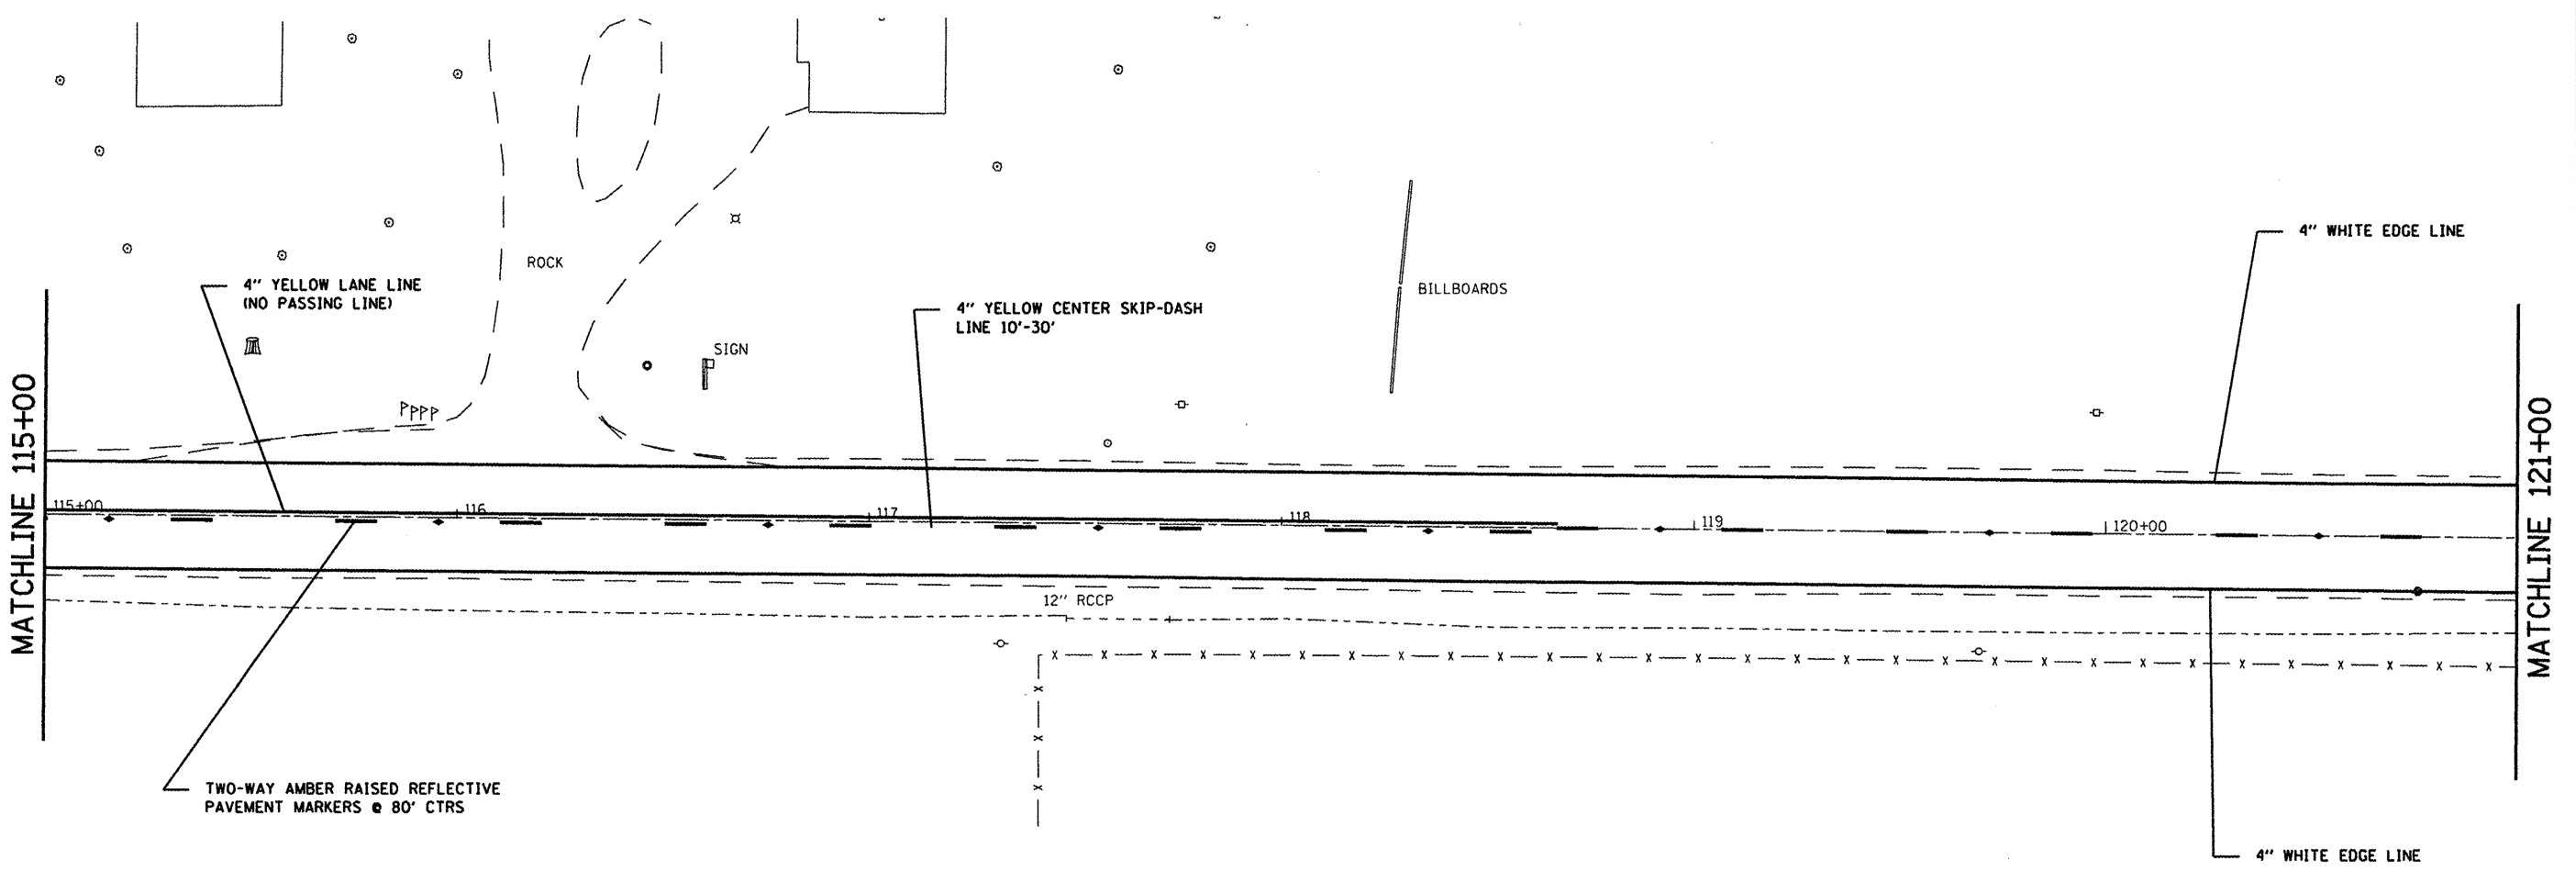 4" WHITE EDGE LINE
ROCK
4" YELLOW LANE LINE
(NO PASSING LINE)
BILLBOARDS
4" YELLOW CENTER SKIP-DASH
LINE 10'-30'
SIGN
PPPP
MATCHLINE 115+00
MATCHLINE 121+00
115+00
116
117
118
119
120+00
12" RCCP
TWO-WAY AMBER RAISED REFLECTIVE
PAVEMENT MARKERS @ 80' CTRS
4" WHITE EDGE LINE